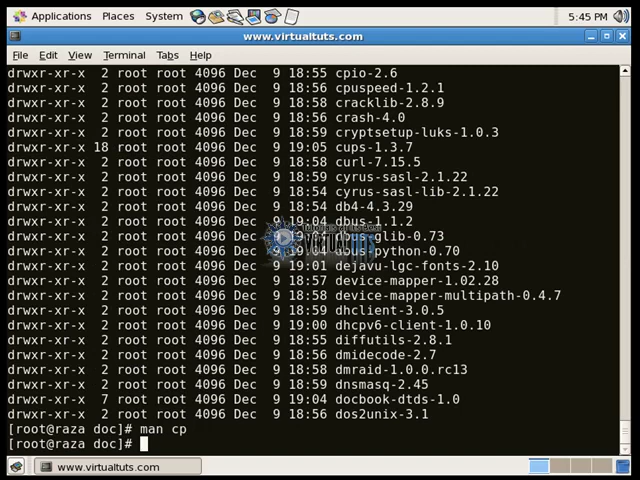 Applications Places System 5:45 PM
www.virtualtuts.com
File Edit View Terminal Tabs Help
drwxr-xr-x 2 root root 4096 Dec 9 18:55 cpio-2.6
drwxr-xr-x 2 root root 4096 Dec 9 18:56 cpuspeed-1.2.1
drwxr-xr-x 2 root root 4096 Dec 9 18:58 cracklib-2.8.9
drwxr-xr-x 2 root root 4096 Dec 9 18:56 crash-4.0
drwxr-xr-x 2 root root 4096 Dec 9 18:59 cryptsetup-luks-1.0.3
drwxr-xr-x 18 root root 4096 Dec 9 19:05 cups-1.3.7
drwxr-xr-x 2 root root 4096 Dec 9 18:58 curl-7.15.5
drwxr-xr-x 2 root root 4096 Dec 9 18:59 cyrus-sasl-2.1.22
drwxr-xr-x 2 root root 4096 Dec 9 18:54 cyrus-sasl-lib-2.1.22
drwxr-xr-x 2 root root 4096 Dec 9 18:54 db4-4.3.29
drwxr-xr-x 2 root root 4096 Dec 9 19:04 dbus-1.1.2
drwxr-xr-x 2 root root 4096 Dec 9 19:04 dbus-glib-0.73
drwxr-xr-x 2 root root 4096 Dec 9 19:04 dbus-python-0.70
drwxr-xr-x 2 root root 4096 Dec 9 19:01 dejavu-lgc-fonts-2.10
drwxr-xr-x 2 root root 4096 Dec 9 18:57 device-mapper-1.02.28
drwxr-xr-x 2 root root 4096 Dec 9 18:58 device-mapper-multipath-0.4.7
drwxr-xr-x 2 root root 4096 Dec 9 18:59 dhclient-3.0.5
drwxr-xr-x 2 root root 4096 Dec 9 19:00 dhcpv6-client-1.0.10
drwxr-xr-x 2 root root 4096 Dec 9 18:55 diffutils-2.8.1
drwxr-xr-x 2 root root 4096 Dec 9 18:56 dmidecode-2.7
drwxr-xr-x 2 root root 4096 Dec 9 18:58 dmraid-1.0.0.rc13
drwxr-xr-x 2 root root 4096 Dec 9 18:59 dnsmasq-2.45
drwxr-xr-x 7 root root 4096 Dec 9 19:04 docbook-dtds-1.0
drwxr-xr-x 2 root root 4096 Dec 9 18:56 dos2unix-3.1
[root@raza doc]# man cp
[root@raza doc]#
VIRTUALTUTS
www.virtualtuts.com